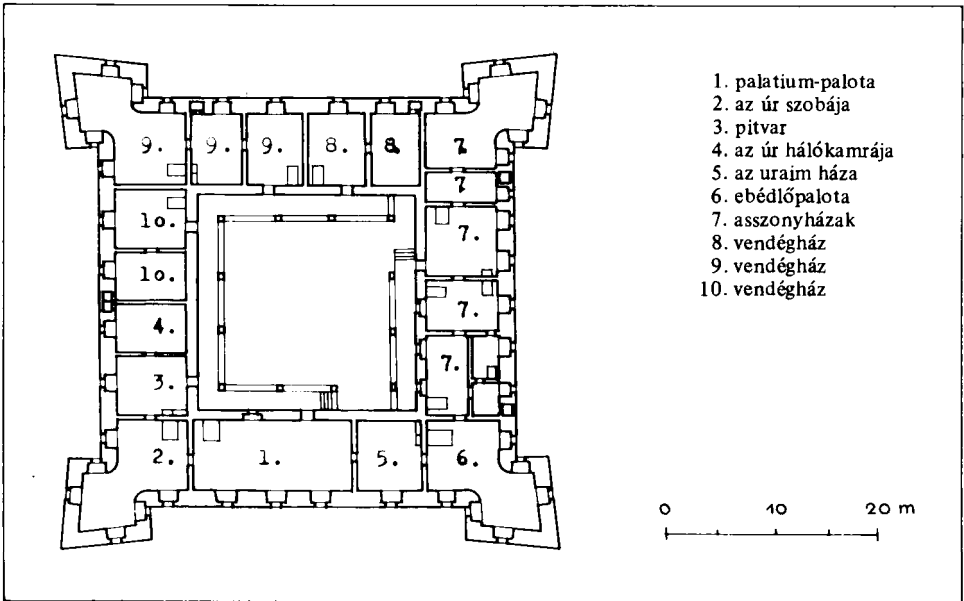 1. palatium-palota
2. az úr szobája
3. pitvar
4. az úr hálókamrája
5. az uraim háza
6. ebédlőpalota
7. asszonyházak
8. vendégház
9. vendégház
10. vendégház
9. 9. 9. 8. 8. 7.
7.
10. 7.
10. 7.
4.
3. 7.
2. 1. 5. 6.
0 10 20 m